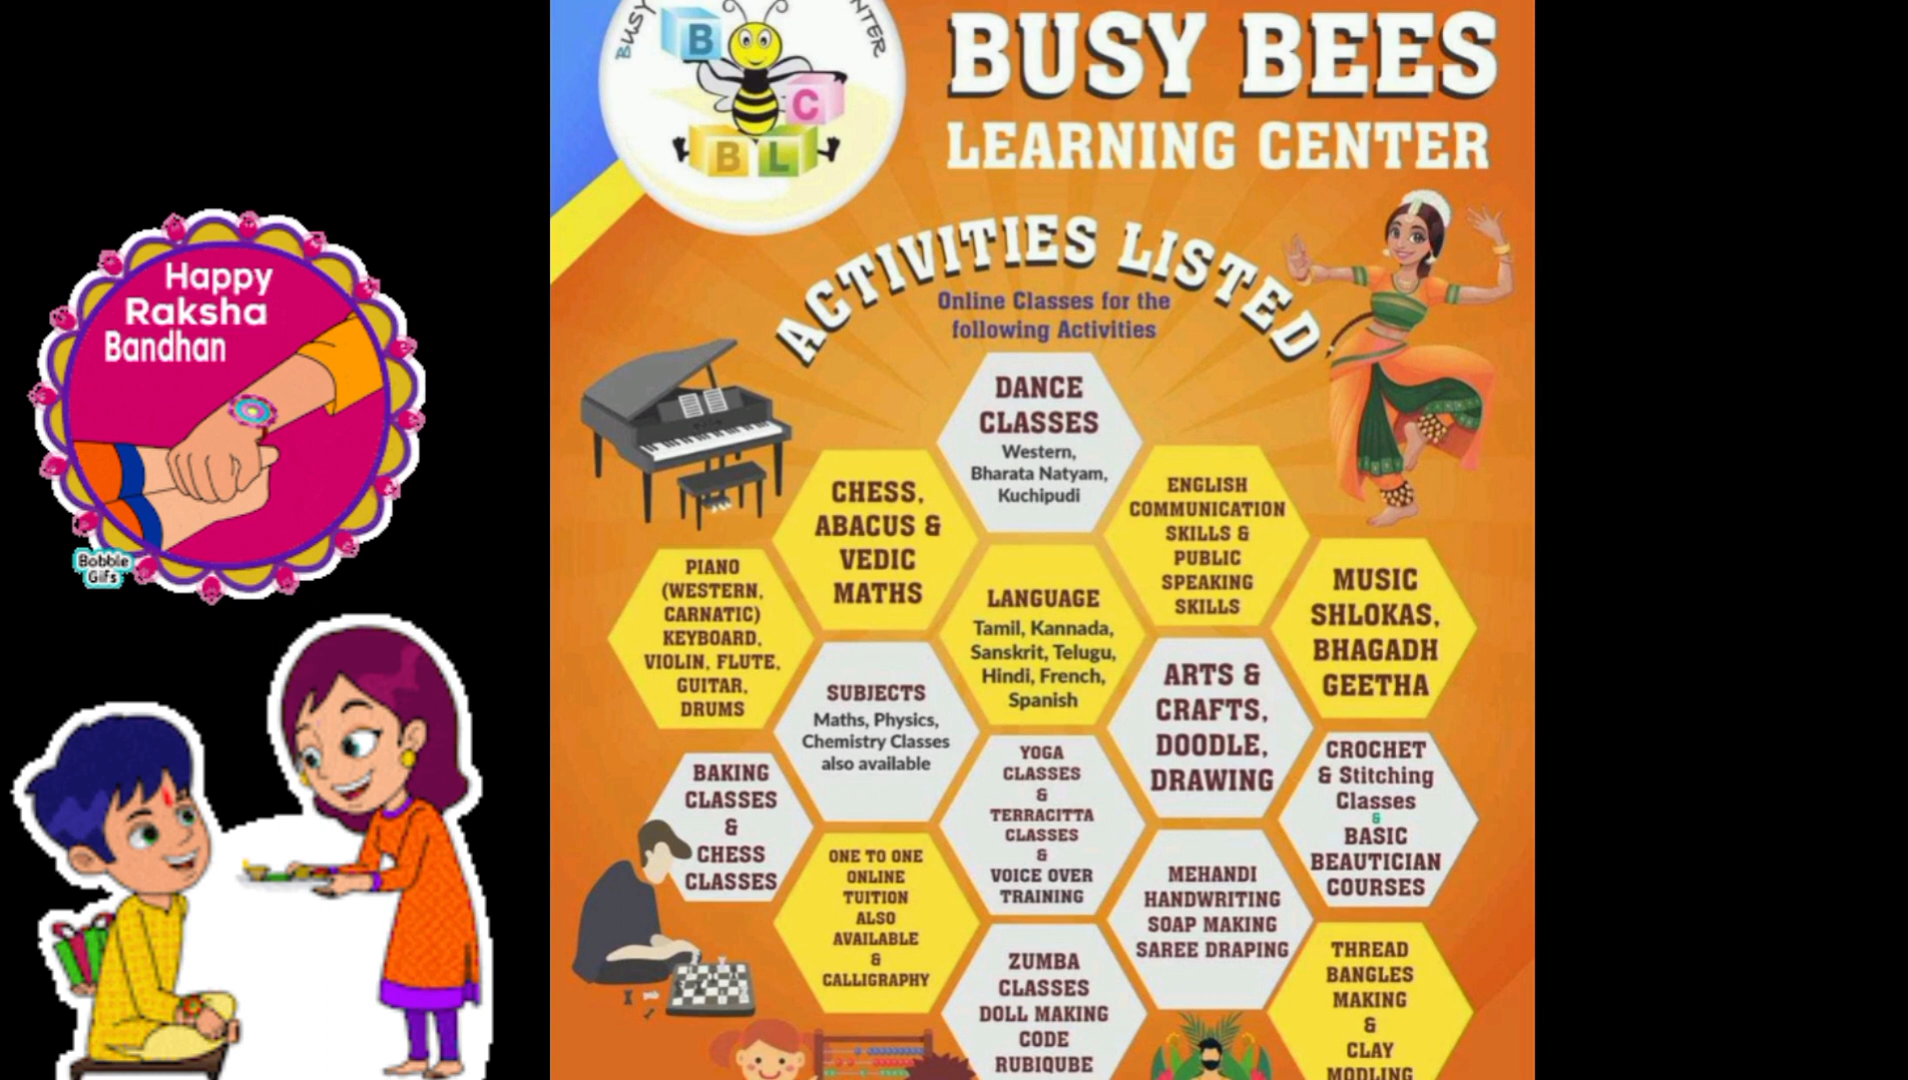 Happy
Raksha
Bandhan
Bobble
Gifs
BUSY
NTER
B
C
B L
BUSY BEES
LEARNING CENTER
ACTIVITIES LISTED
Online Classes for the
following Activities
DANCE
CLASSES
Western,
Bharata Natyam,
Kuchipudi
CHESS,
ABACUS &
VEDIC
MATHS
ENGLISH
COMMUNICATION
SKILLS &
PUBLIC
SPEAKING
SKILLS
PIANO
(WESTERN,
CARNATIC)
KEYBOARD,
VIOLIN, FLUTE,
GUITAR,
DRUMS
LANGUAGE
Tamil, Kannada,
Sanskrit, Telugu,
Hindi, French,
Spanish
MUSIC
SHLOKAS,
BHAGADH
GEETHA
SUBJECTS
Maths, Physics,
Chemistry Classes
also available
ARTS &
CRAFTS,
DOODLE,
DRAWING
BAKING
CLASSES
&
CHESS
CLASSES
YOGA
CLASSES
&
TERRACITTA
CLASSES
&
VOICE OVER
TRAINING
CROCHET
& Stitching
Classes
&
BASIC
BEAUTICIAN
COURSES
ONE TO ONE
ONLINE
TUITION
ALSO
AVAILABLE
&
CALLIGRAPHY
MEHANDI
HANDWRITING
SOAP MAKING
SAREE DRAPING
ZUMBA
CLASSES
DOLL MAKING
CODE
RUBIQUBE
THREAD
BANGLES
MAKING
&
CLAY
MODLING